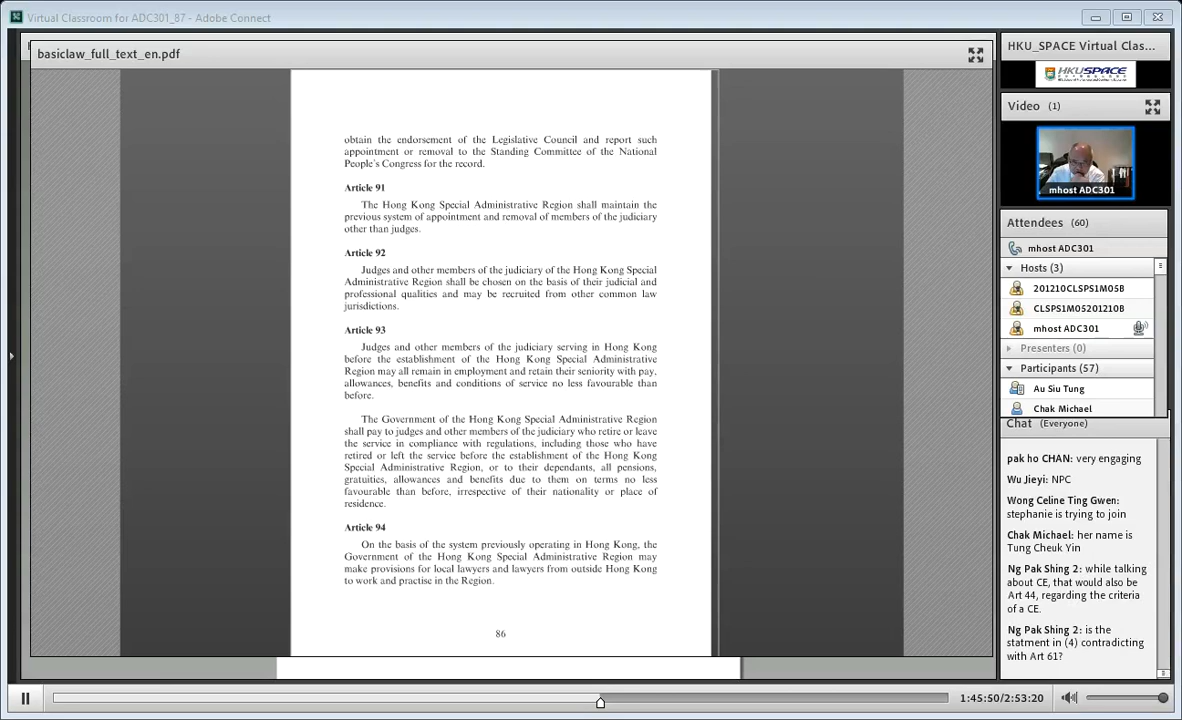 Virtual Classroom for ADC301_87 - Adobe Connect
basiclaw_full_text_en.pdf
obtain the endorsement of the Legislative Council and report such
appointment or removal to the Standing Committee of the National
People's Congress for the record.
Article 91
The Hong Kong Special Administrative Region shall maintain the
previous system of appointment and removal of members of the judiciary
other than judges.
Article 92
Judges and other members of the judiciary of the Hong Kong Special
Administrative Region shall be chosen on the basis of their judicial and
professional qualities and may be recruited from other common law
jurisdictions.
Article 93
Judges and other members of the judiciary serving in Hong Kong
before the establishment of the Hong Kong Special Administrative
Region may all remain in employment and retain their seniority with pay,
allowances, benefits and conditions of service no less favourable than
before.
The Government of the Hong Kong Special Administrative Region
shall pay to judges and other members of the judiciary who retire or leave
the service in compliance with regulations, including those who have
retired or left the service before the establishment of the Hong Kong
Special Administrative Region, or to their dependants, all pensions,
gratuities, allowances and benefits due to them on terms no less
favourable than before, irrespective of their nationality or place of
residence.
Article 94
On the basis of the system previously operating in Hong Kong, the
Government of the Hong Kong Special Administrative Region may
make provisions for local lawyers and lawyers from outside Hong Kong
to work and practise in the Region.
86
HKU_SPACE Virtual Clas...
HKUSPACE
Video (1)
mhost ADC301
Attendees (60)
mhost ADC301
Hosts (3)
201210CLSPS1M05B
CLSPS1M05201210B
mhost ADC301
Presenters (0)
Participants (57)
Au Siu Tung
Chak Michael
Chat (Everyone)
pak ho CHAN: very engaging
Wu Jieyi: NPC
Wong Celine Ting Gwen:
stephanie is trying to join
Chak Michael: her name is
Tung Cheuk Yin
Ng Pak Shing 2: while talking
about CE, that would also be
Art 44, regarding the criteria
of a CE.
Ng Pak Shing 2: is the
statment in (4) contradicting
with Art 61?
1:45:50/2:53:20